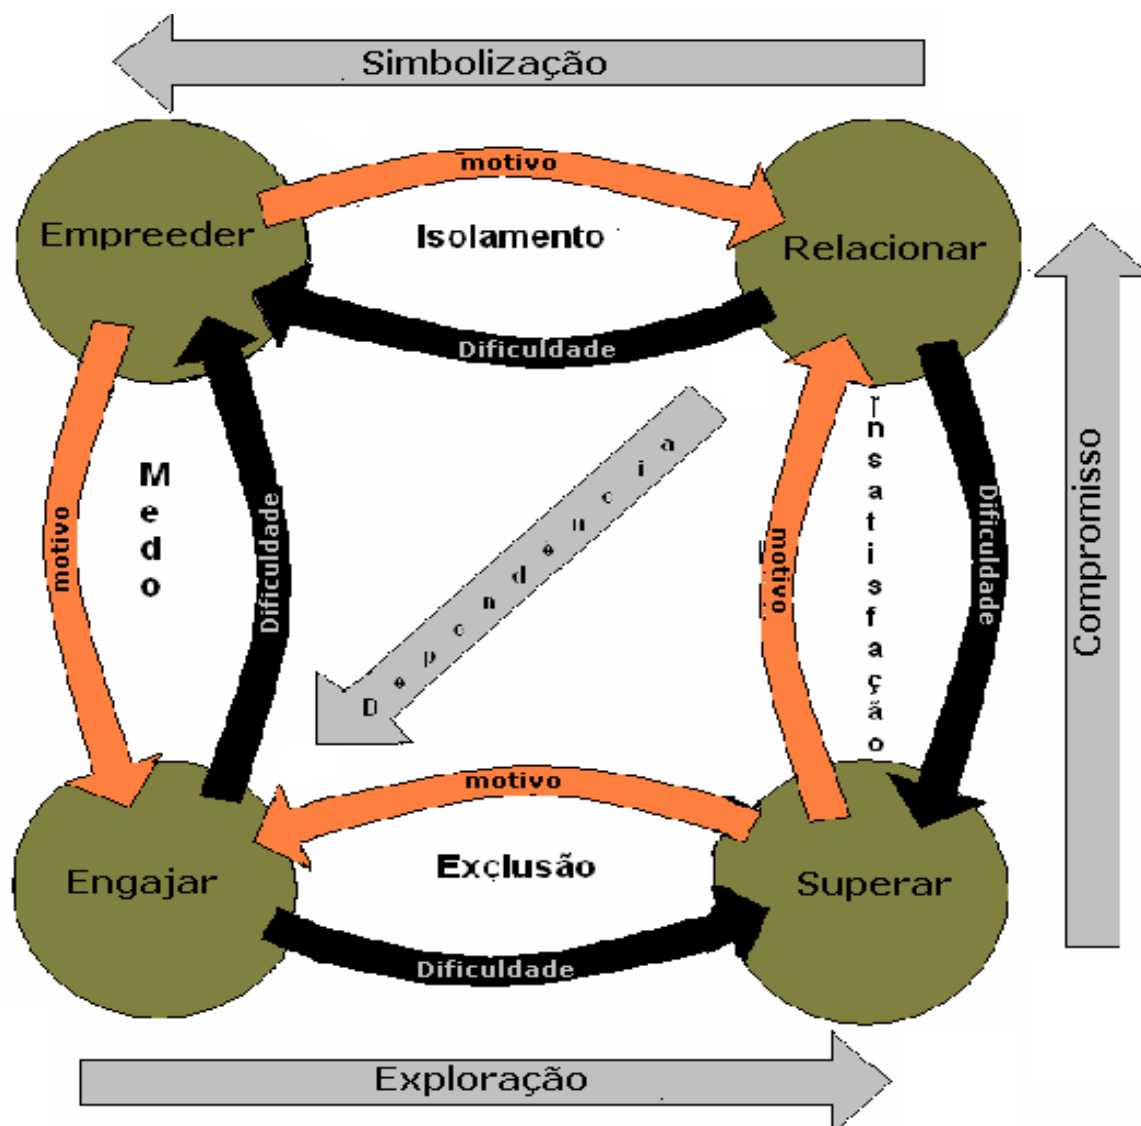 Simbolização
motivo
Empreeder
Isolamento
Relacionar
Dificuldade
Medo
motivo
Dificuldade
Dependência
motivo
Insatisfação
Dificuldade
Compromisso
motivo
Engajar
Exclusão
Superar
Dificuldade
Exploração